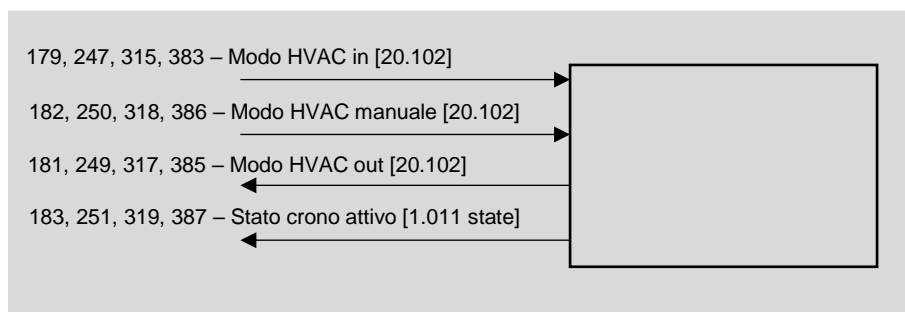 179, 247, 315, 383 – Modo HVAC in [20.102]
182, 250, 318, 386 – Modo HVAC manuale [20.102]
181, 249, 317, 385 – Modo HVAC out [20.102]
183, 251, 319, 387 – Stato crono attivo [1.011 state]